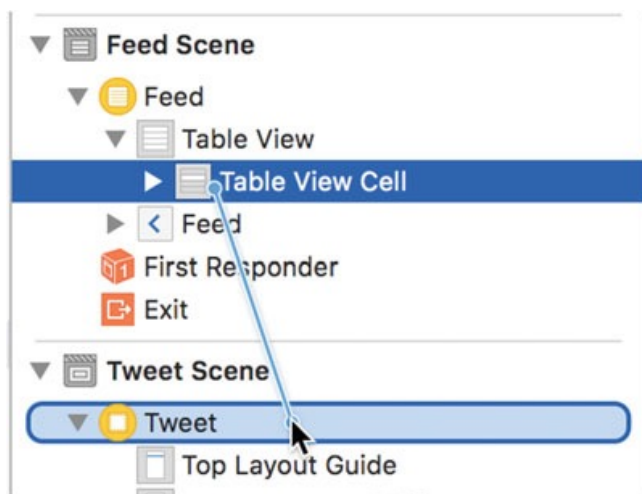 Feed Scene
Feed
Table View
Table View Cell
Feed
First Responder
Exit
Tweet Scene
Tweet
Top Layout Guide